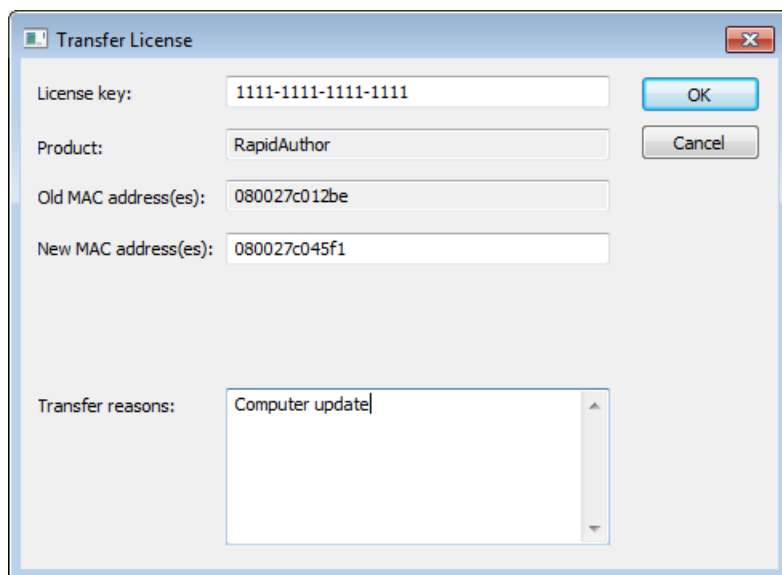 Transfer License
License key: 1111-1111-1111-1111 OK
Product: RapidAuthor Cancel
Old MAC address(es): 080027c012be
New MAC address(es): 080027c045f1
Transfer reasons: Computer update